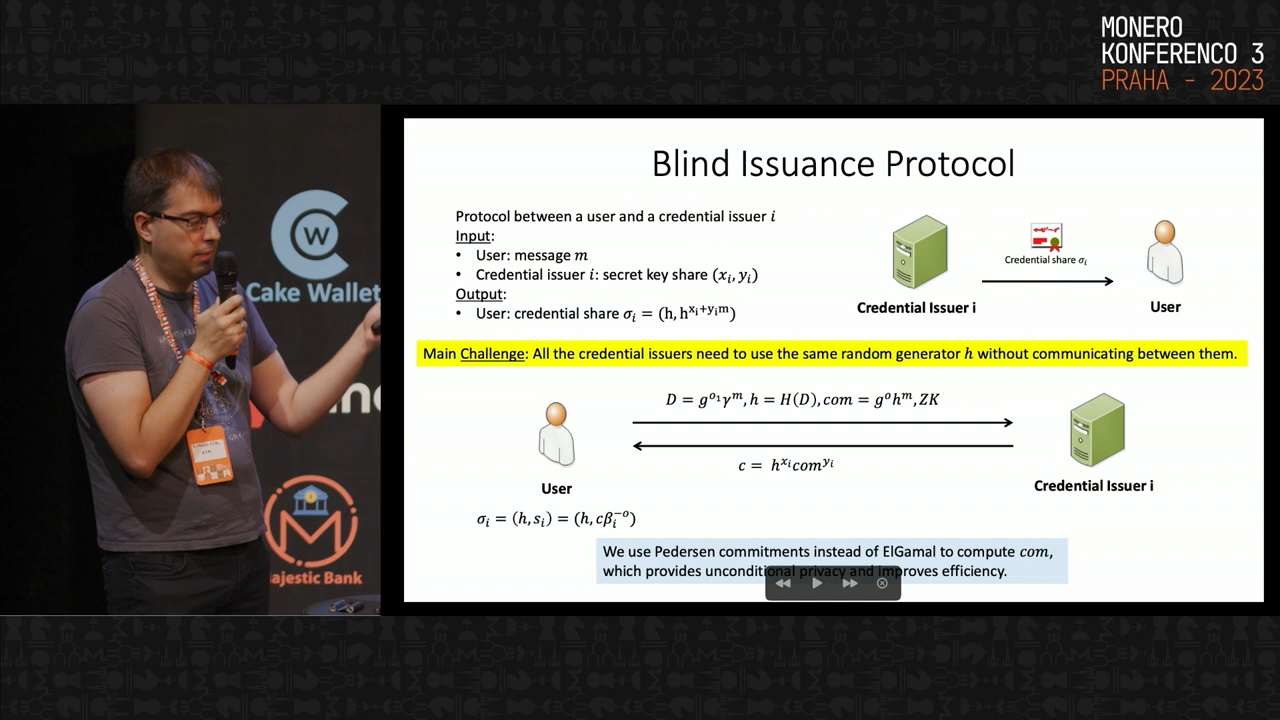 MONERO
KONFERENCO 3
PRAHA - 2023
Cake Wallet
Majestic Bank
Blind Issuance Protocol
Protocol between a user and a credential issuer i
Input:
• User: message m
• Credential issuer i: secret key share (xᵢ, yᵢ)
Output:
• User: credential share σᵢ = (h, h^{xᵢ+yᵢm})
Credential share σᵢ
Credential Issuer i
User
Main Challenge: All the credential issuers need to use the same random generator h without communicating between them.
D = g^{o₁}γ^m, h = H(D), com = g^o h^m, ZK
c = h^{xᵢ}com^{yᵢ}
User
Credential Issuer i
σᵢ = (h, sᵢ) = (h, cβᵢ^{-o})
We use Pedersen commitments instead of ElGamal to compute com,
which provides unconditional privacy and improves efficiency.